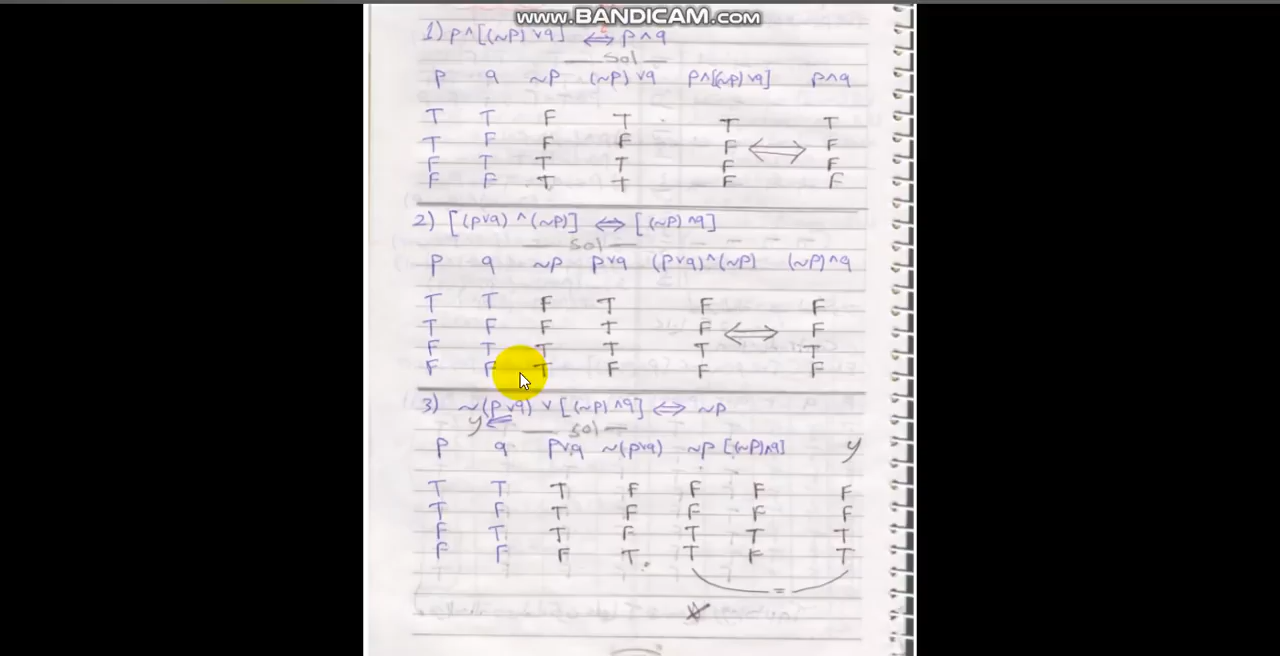 www.BANDICAM.com
1) p∧[(~p)∨q] ⟺ p∧q
Sol
p q ~p (~p)∨q p∧[(~p)∨q] p∧q
T T F T T T
T F F F F F
F T T T F F
F F T T F F
⟺
2) [(p∨q)∧(~p)] ⟺ [(~p)∧q]
Sol
p q ~p p∨q (p∨q)∧(~p) (~p)∧q
T T F T F F
T F F T F ⟺ F
F T T T T T
F F T F F F
3) ~(p∨q) ∨ [(~p)∧q] ⟺ ~p
y
Sol
p q p∨q ~(p∨q) ~p [(~p)∧q] y
T T T F F F F
T F T F F F F
F T T F T T T
F F F T T F T
=